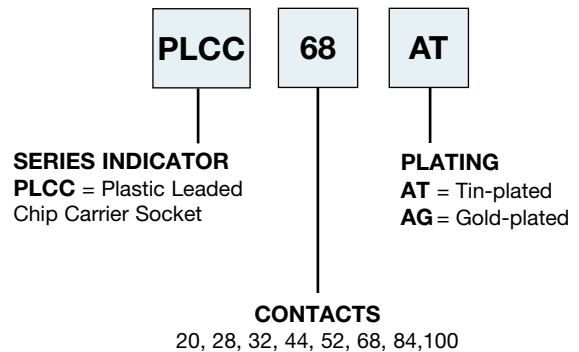 PLCC 68 AT
SERIES INDICATOR
PLCC = Plastic Leaded
Chip Carrier Socket
PLATING
AT = Tin-plated
AG = Gold-plated
CONTACTS
20, 28, 32, 44, 52, 68, 84,100